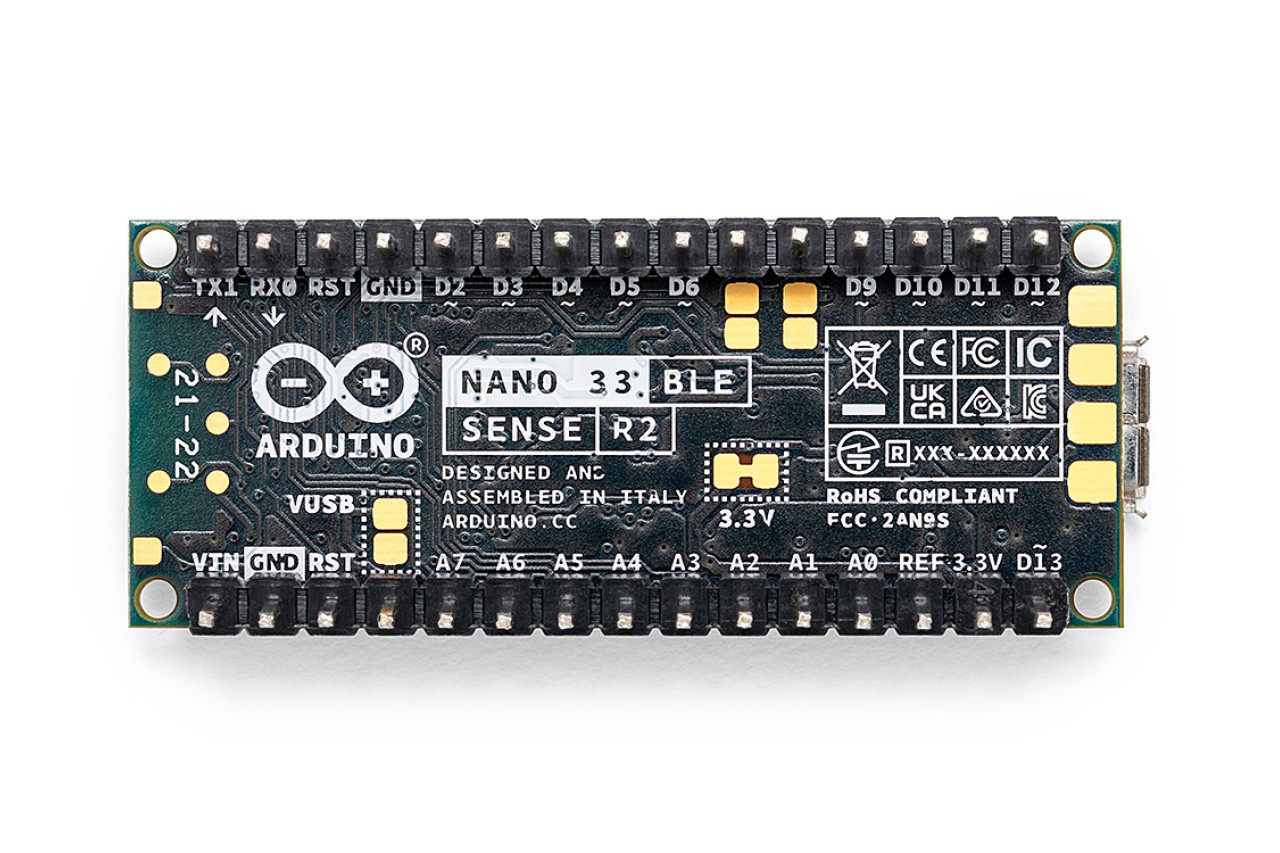 TX1 RX0 RST GND D2 D3 D4 D5 D6 D9 D10 D11 D12
~ ~ ~ ~ ~ ~ ~ ~ ~
↑ ↓
®
- +
ARDUINO
21-22
NANO 33 BLE
SENSE R2
DESIGNED AND
ASSEMBLED IN ITALY
ARDUINO.CC
VUSB
3.3V
CE FC IC
UK
CA
R XXX-XXXXXX
RoHS COMPLIANT
FCC·2AN9S
VIN GND RST A7 A6 A5 A4 A3 A2 A1 A0 REF 3.3V D13
~